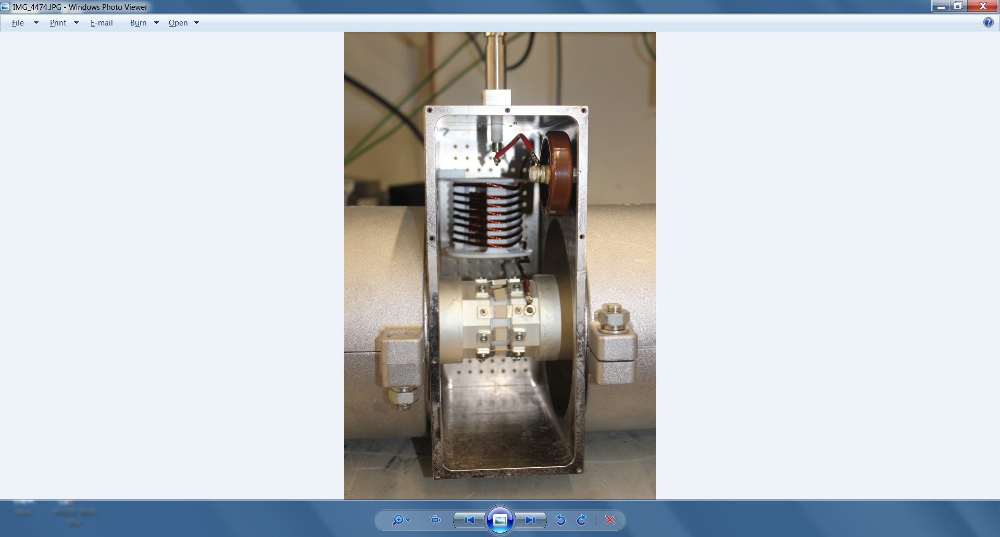 IMG_4474.JPG - Windows Photo Viewer
File Print E-mail Burn Open